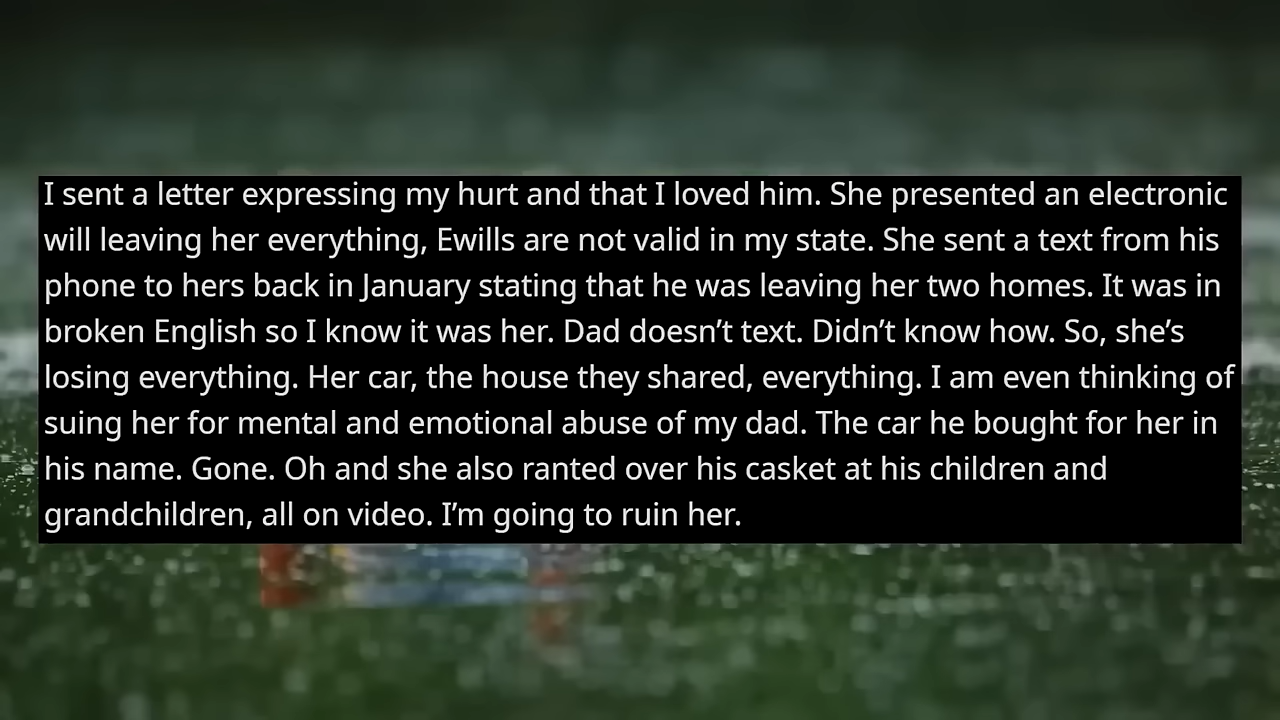 I sent a letter expressing my hurt and that I loved him. She presented an electronic
will leaving her everything, Ewills are not valid in my state. She sent a text from his
phone to hers back in January stating that he was leaving her two homes. It was in
broken English so I know it was her. Dad doesn’t text. Didn’t know how. So, she’s
losing everything. Her car, the house they shared, everything. I am even thinking of
suing her for mental and emotional abuse of my dad. The car he bought for her in
his name. Gone. Oh and she also ranted over his casket at his children and
grandchildren, all on video. I’m going to ruin her.